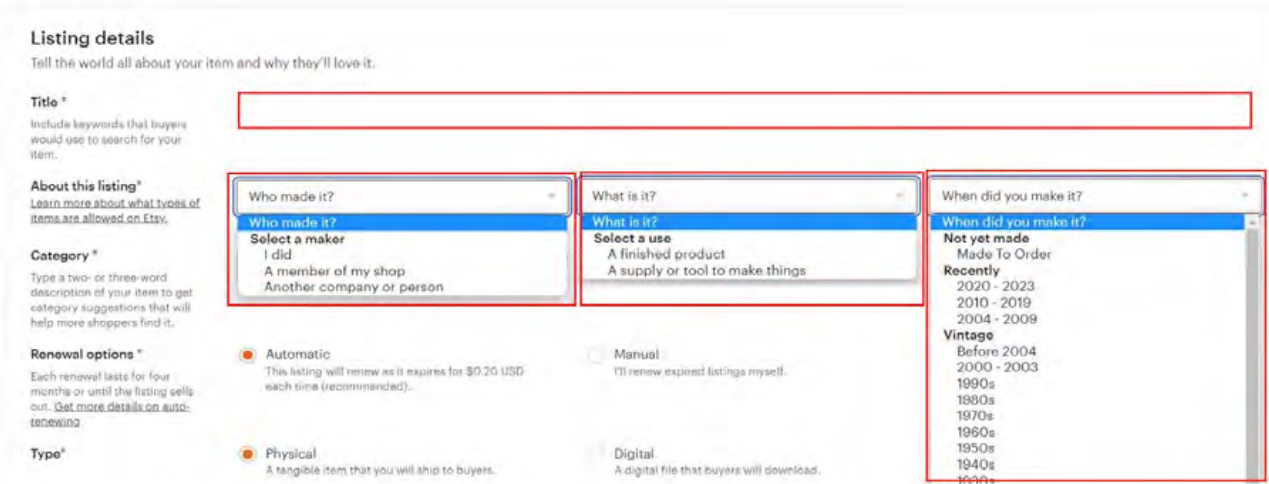 Listing details
Tell the world all about your item and why they'll love it.
Title *
Include keywords that buyers
would use to search for your
item.
About this listing*
Learn more about what types of
items are allowed on Etsy.
Who made it?
Who made it?
Select a maker
I did
A member of my shop
Another company or person
What is it?
What is it?
Select a use
A finished product
A supply or tool to make things
When did you make it?
When did you make it?
Not yet made
Made To Order
Recently
2020 - 2023
2010 - 2019
2004 - 2009
Vintage
Before 2004
2000 - 2003
1990s
1980s
1970s
1960s
1950s
1940s
1930s
Category *
Type a two- or three-word
description of your item to get
category suggestions that will
help more shoppers find it.
Renewal options *
Each renewal lasts for four
months or until the listing sells
out. Get more details on auto-
renewing
Automatic
This listing will renew as it expires for $0.20 USD
each time (recommended).
Manual
I'll renew expired listings myself.
Type*
Physical
A tangible item that you will ship to buyers.
Digital
A digital file that buyers will download.